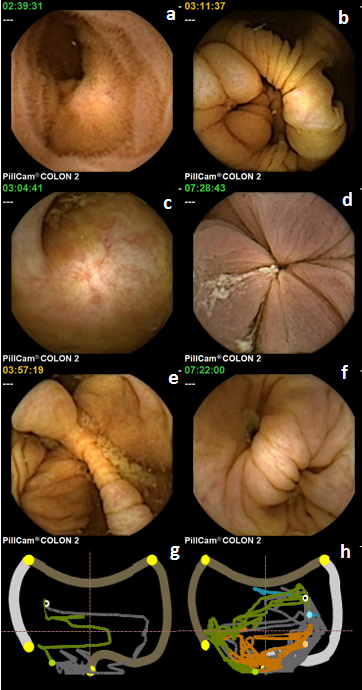 02:39:31
---
a
PillCam®COLON 2
- 03:11:37
---
b
PillCam®COLON 2
03:04:41
---
c
PillCam®COLON 2
- 07:28:43
---
d
PillCam®COLON 2
03:57:19
---
e
PillCam®COLON 2
- 07:22:00
---
f
PillCam®COLON 2
g
h